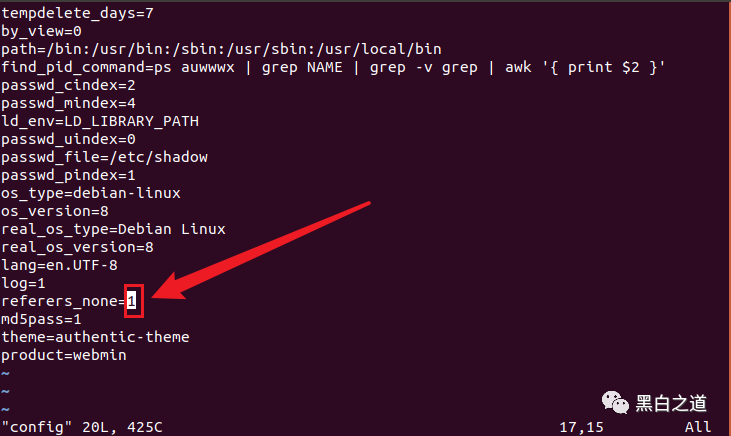 tempdelete_days=7
by_view=0
path=/bin:/usr/bin:/sbin:/usr/sbin:/usr/local/bin
find_pid_command=ps auwwwx | grep NAME | grep -v grep | awk '{ print $2 }'
passwd_cindex=2
passwd_mindex=4
ld_env=LD_LIBRARY_PATH
passwd_uindex=0
passwd_file=/etc/shadow
passwd_pindex=1
os_type=debian-linux
os_version=8
real_os_type=Debian Linux
real_os_version=8
lang=en.UTF-8
log=1
referers_none=1
md5pass=1
theme=authentic-theme
product=webmin
~
~
~
黑白之道
"config" 20L, 425C 17,15 All